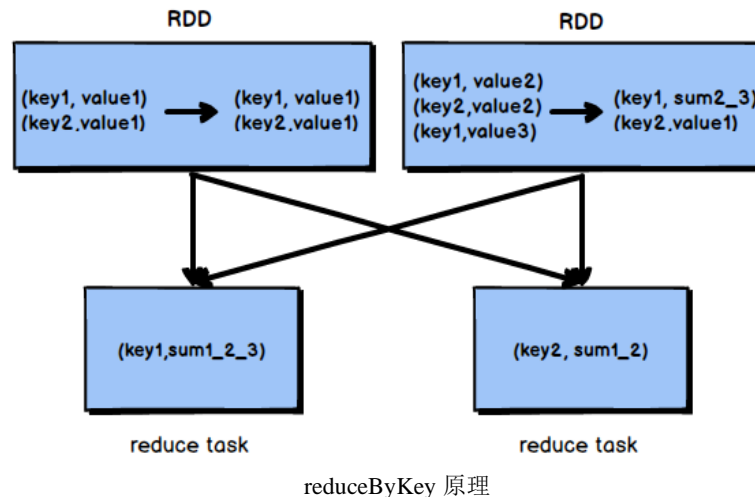 RDD
RDD
(key1, value1)
(key2,value1)
(key1, value1)
(key2,value1)
(key1, value2)
(key2,value2)
(key1,value3)
(key1, sum2_3)
(key2,value1)
(key1,sum1_2_3)
(key2, sum1_2)
reduce task
reduce task
reduceByKey 原理